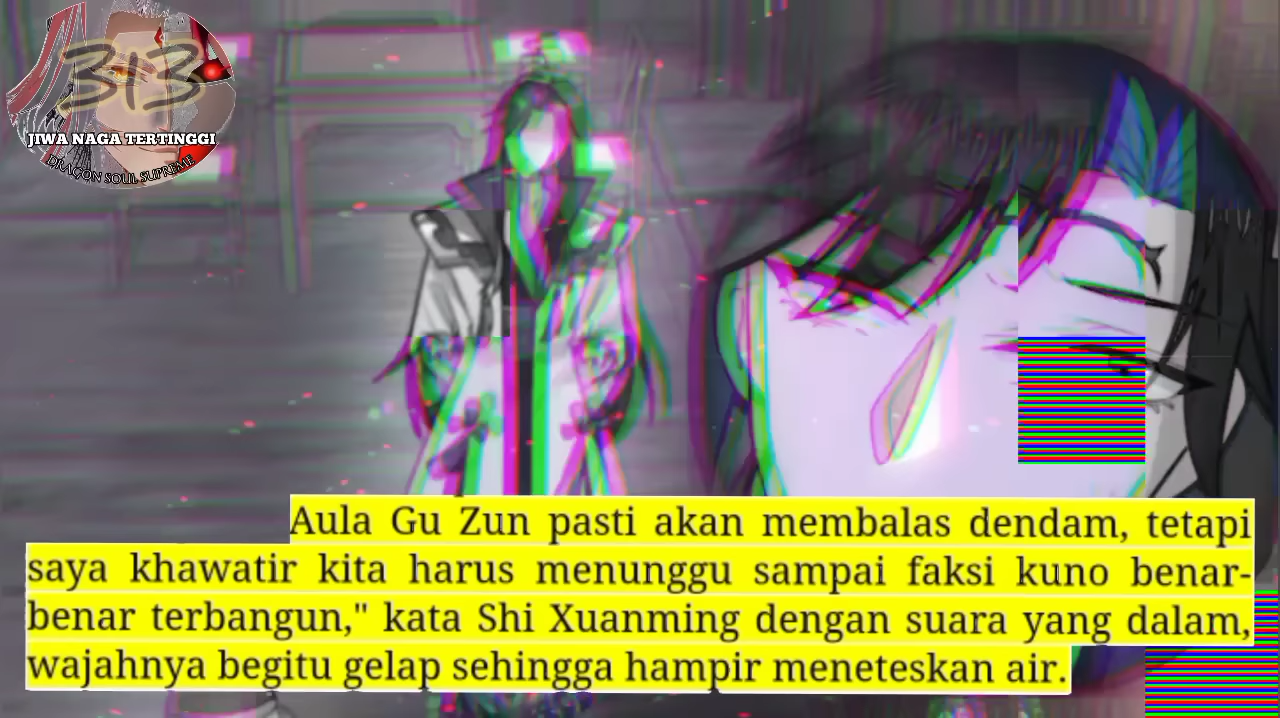 313
JIWA NAGA TERTINGGI
DRAGON SOUL SUPREME
Aula Gu Zun pasti akan membalas dendam, tetapi
saya khawatir kita harus menunggu sampai faksi kuno benar-
benar terbangun," kata Shi Xuanming dengan suara yang dalam,
wajahnya begitu gelap sehingga hampir meneteskan air.